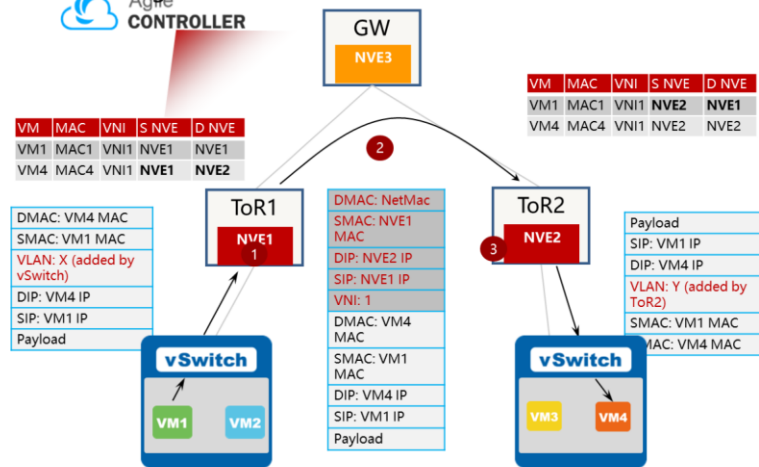 Agile
CONTROLLER
GW
NVE3
VM MAC VNI S NVE D NVE
VM1 MAC1 VNI1 NVE2 NVE1
VM4 MAC4 VNI1 NVE2 NVE2
VM MAC VNI S NVE D NVE
VM1 MAC1 VNI1 NVE1 NVE1
VM4 MAC4 VNI1 NVE1 NVE2
2
ToR1
NVE1
1
ToR2
NVE2
3
DMAC: VM4 MAC
SMAC: VM1 MAC
VLAN: X (added by
vSwitch)
DIP: VM4 IP
SIP: VM1 IP
Payload
DMAC: NetMac
SMAC: NVE1
MAC
DIP: NVE2 IP
SIP: NVE1 IP
VNI: 1
DMAC: VM4
MAC
SMAC: VM1
MAC
DIP: VM4 IP
SIP: VM1 IP
Payload
Payload
SIP: VM1 IP
DIP: VM4 IP
VLAN: Y (added by
ToR2)
SMAC: VM1 MAC
MAC: VM4 MAC
vSwitch
VM1
VM2
vSwitch
VM3
VM4